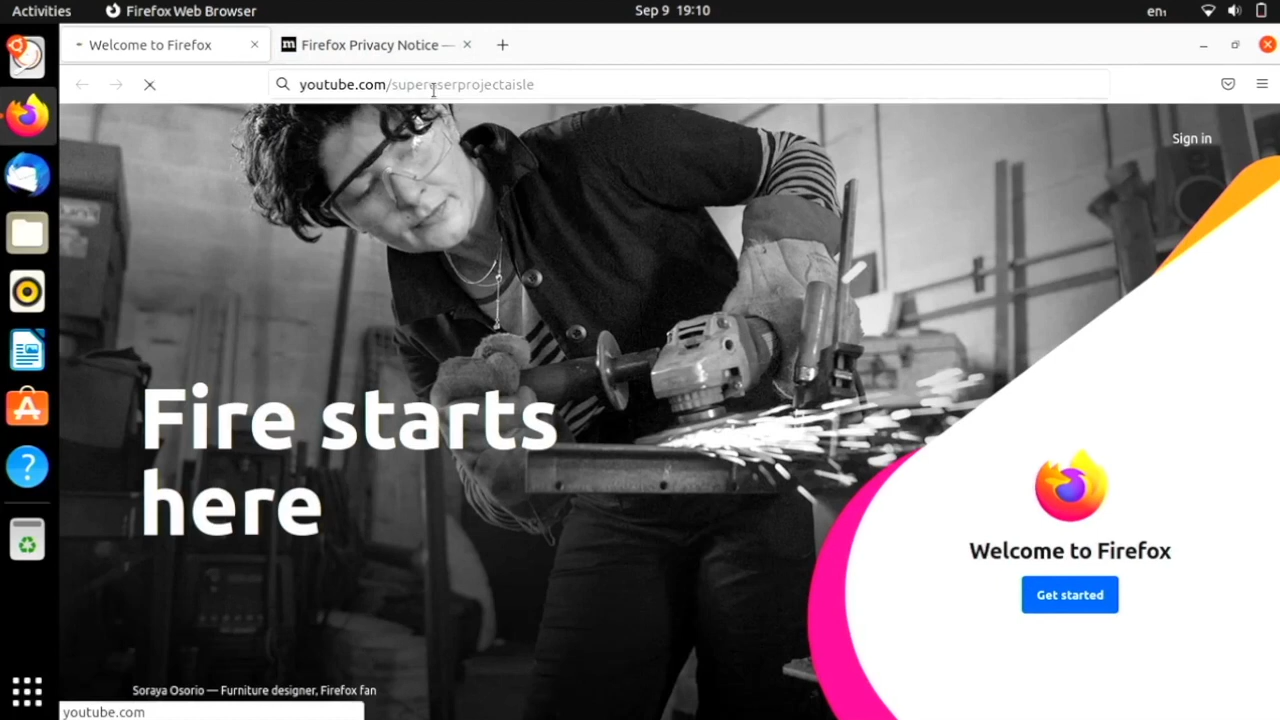 Activities
Firefox Web Browser
Sep 9 19:10
en₁
Welcome to Firefox
m
Firefox Privacy Notice —
youtube.com/superuserprojectaisle
Sign in
Fire starts
here
Welcome to Firefox
Get started
Soraya Osorio — Furniture designer, Firefox fan
youtube.com